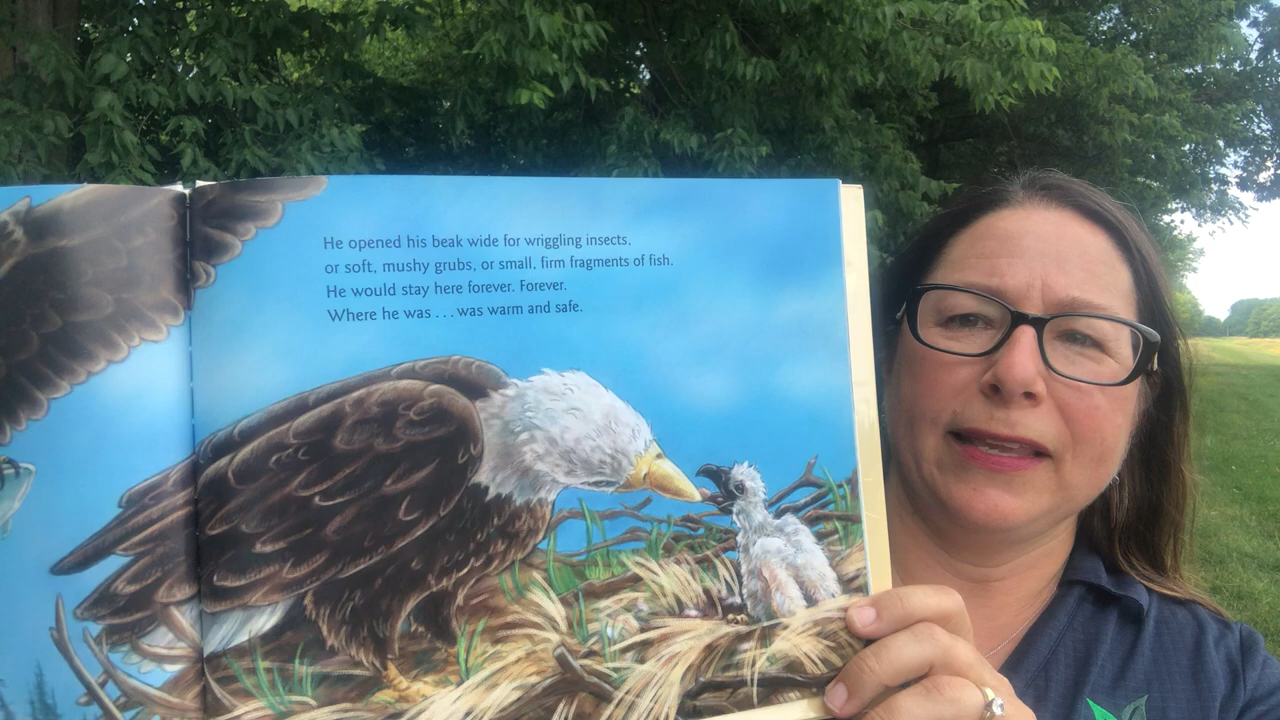 He opened his beak wide for wriggling insects,
or soft, mushy grubs, or small, firm fragments of fish.
He would stay here forever. Forever.
Where he was . . . was warm and safe.